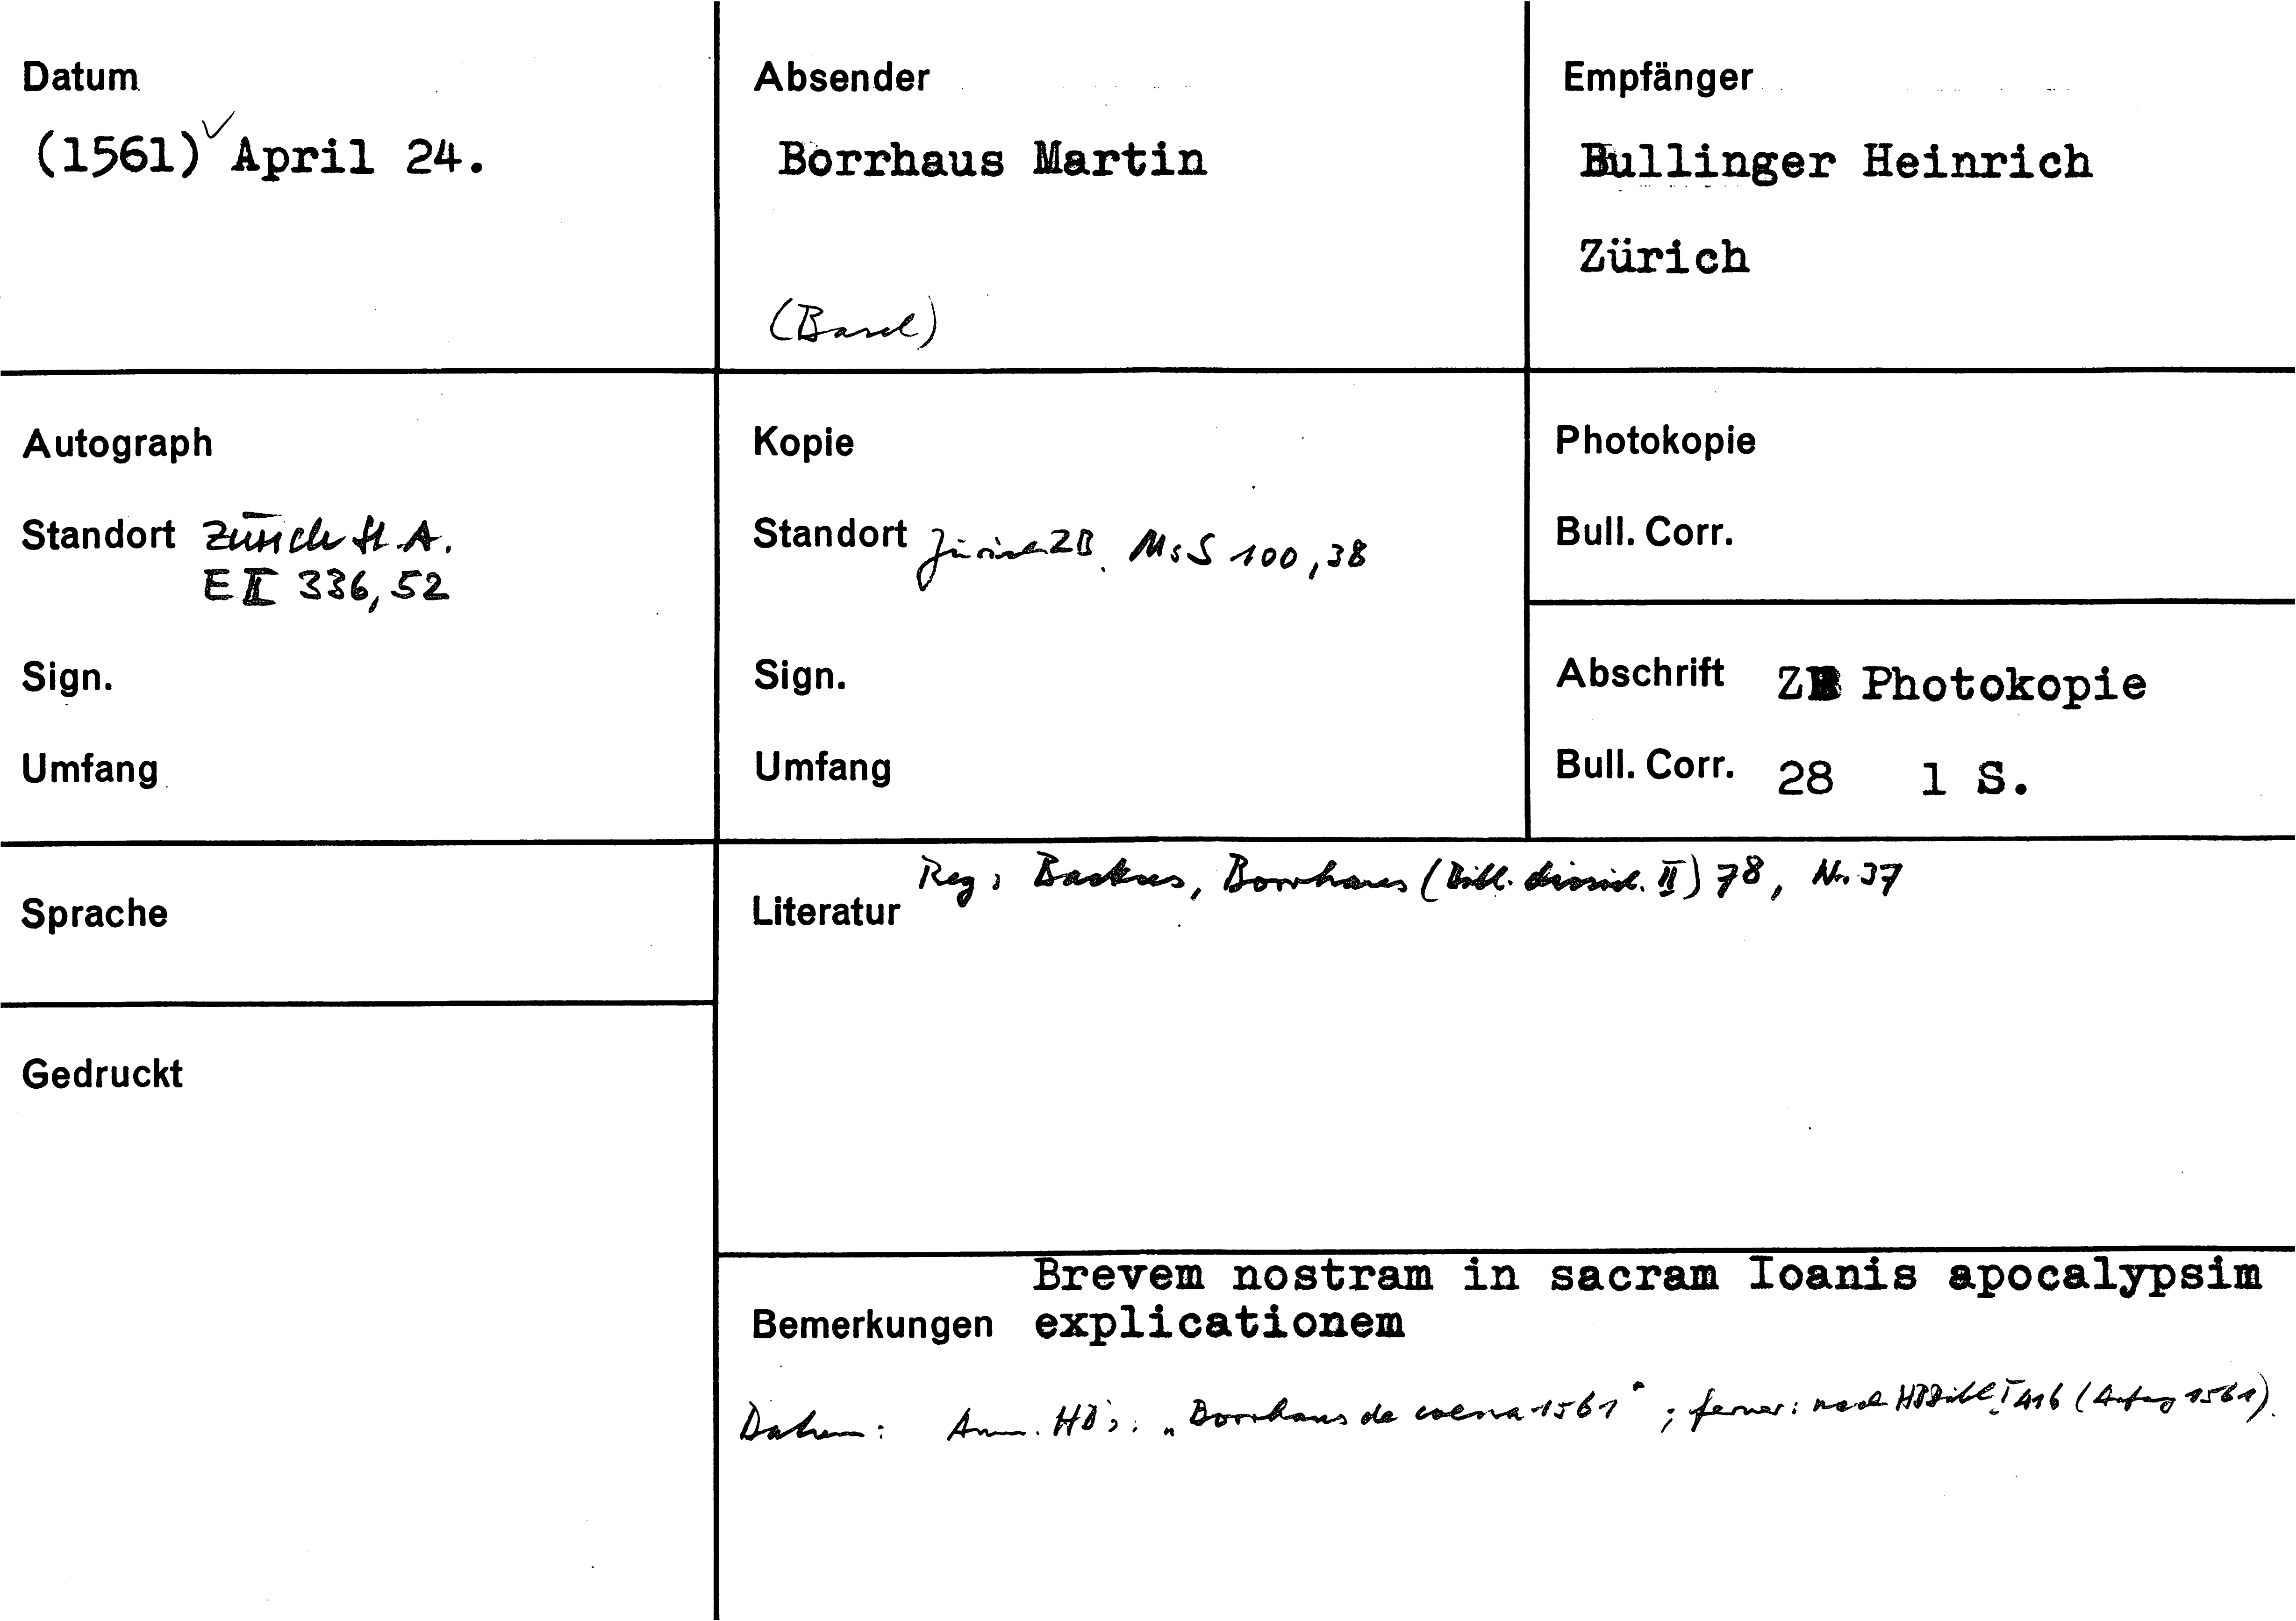 Datum
(1561) April 24.
Absender
Borrhaus Martin
(Basel)
Empfänger
Bullinger Heinrich
Zürich
Autograph
Standort Zürich StA.
E II 336, 52
Sign.
Umfang
Kopie
Standort Zürich ZB. Ms S 100, 38
Sign.
Umfang
Photokopie
Bull. Corr.
Abschrift ZB Photokopie
Bull. Corr. 28 1 S.
Sprache
Gedruckt
Literatur Reg: Backus, Borrhaus (Bibl. dissid. II) 78, Nr. 37
Bemerkungen Brevem nostram in sacram Ioanis apocalypsim
explicationem
Datum: Anm. HB's: „Borrhaus de coena 1561"; ferner: nach HBBibl. I 416 (Anfang 1561).